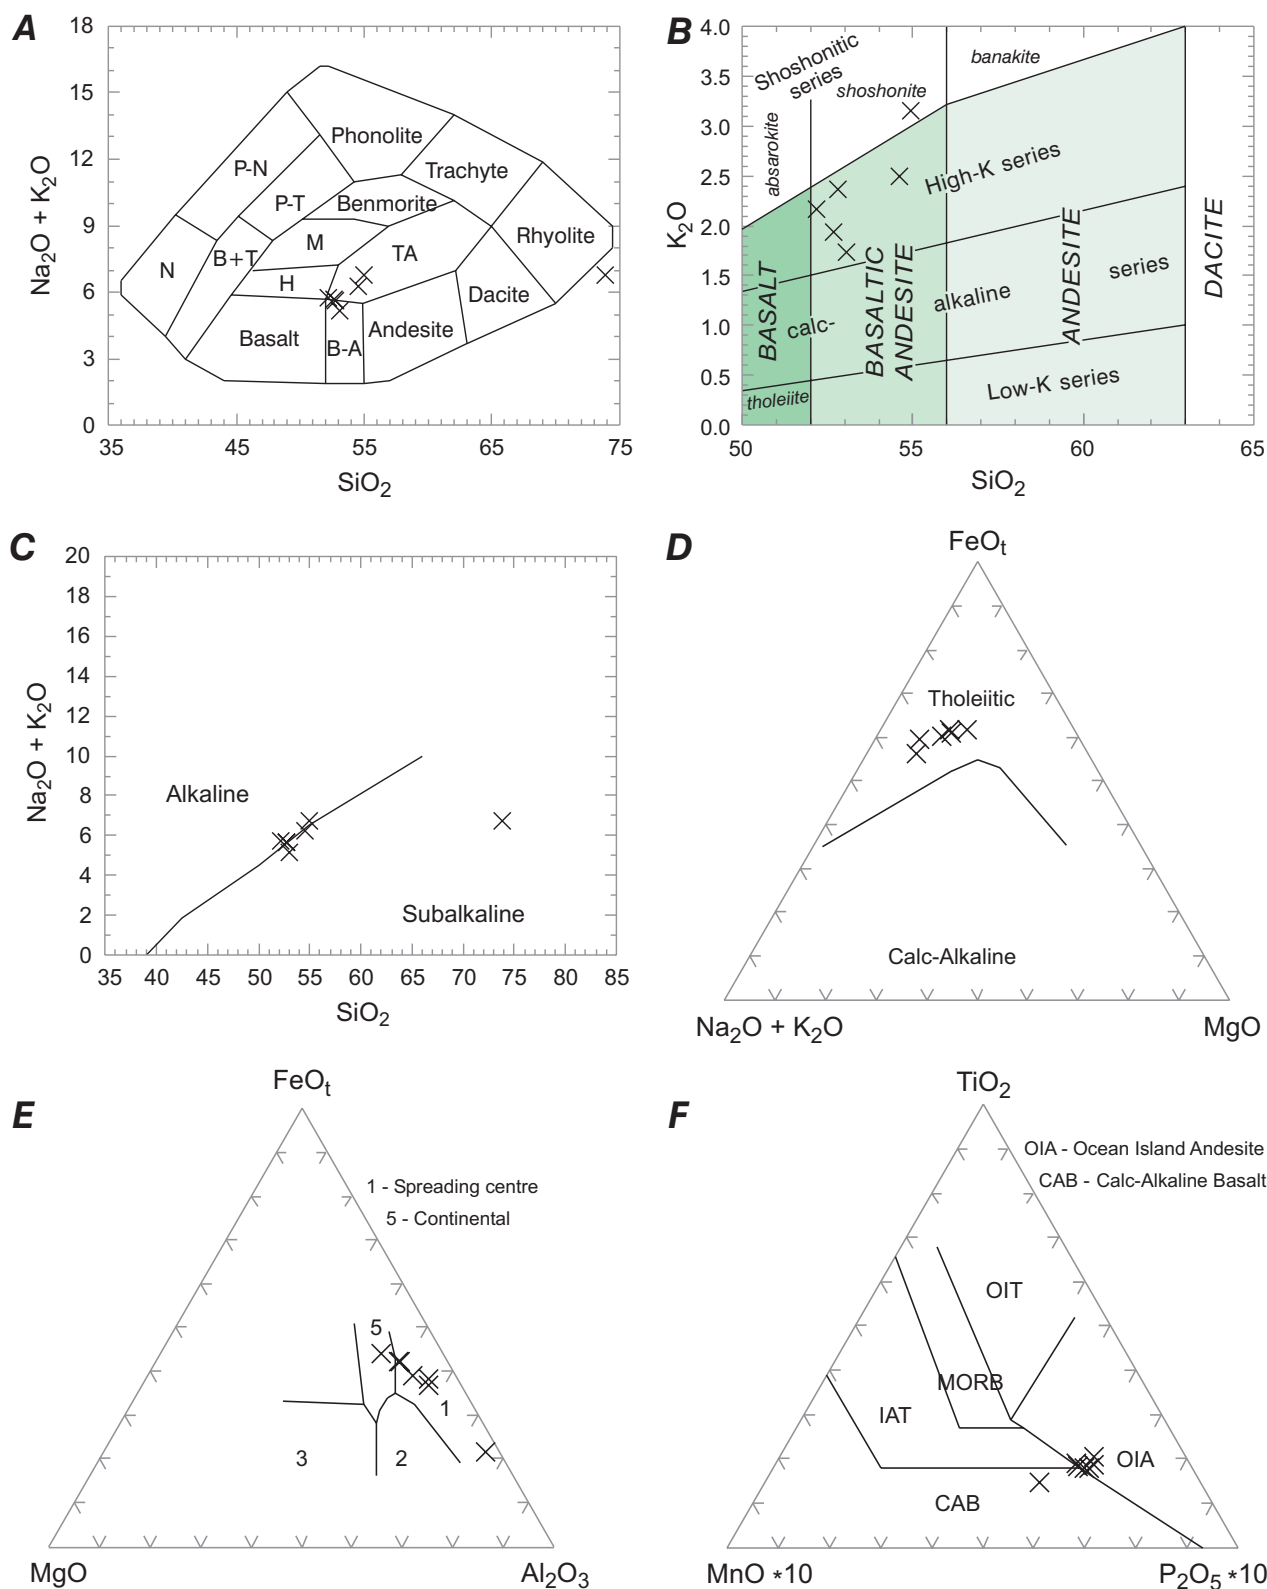 A
18
15
12
9
6
3
0
Na2O + K2O
Phonolite
P-N
Trachyte
P-T
Benmorite
M
TA
Rhyolite
N
B+T
H
Dacite
Basalt
B-A
Andesite
35
45
55
65
75
SiO2
B
4.0
3.5
3.0
2.5
2.0
1.5
1.0
0.5
0.0
K2O
Shoshonitic
series
banakite
shoshonite
absarokite
High-K series
BASALT
BASALTIC
ANDESITE
ANDESITE
DACITE
calc-
alkaline
series
tholeiite
Low-K series
50
55
60
65
SiO2
C
20
18
16
14
12
10
8
6
4
2
0
Na2O + K2O
Alkaline
Subalkaline
35
40
45
50
55
60
65
70
75
80
85
SiO2
D
FeOt
Tholeiitic
Calc-Alkaline
Na2O + K2O
MgO
E
FeOt
1 - Spreading centre
5 - Continental
5
1
3
2
MgO
Al2O3
F
TiO2
OIA - Ocean Island Andesite
CAB - Calc-Alkaline Basalt
OIT
MORB
IAT
OIA
CAB
MnO *10
P2O5 *10